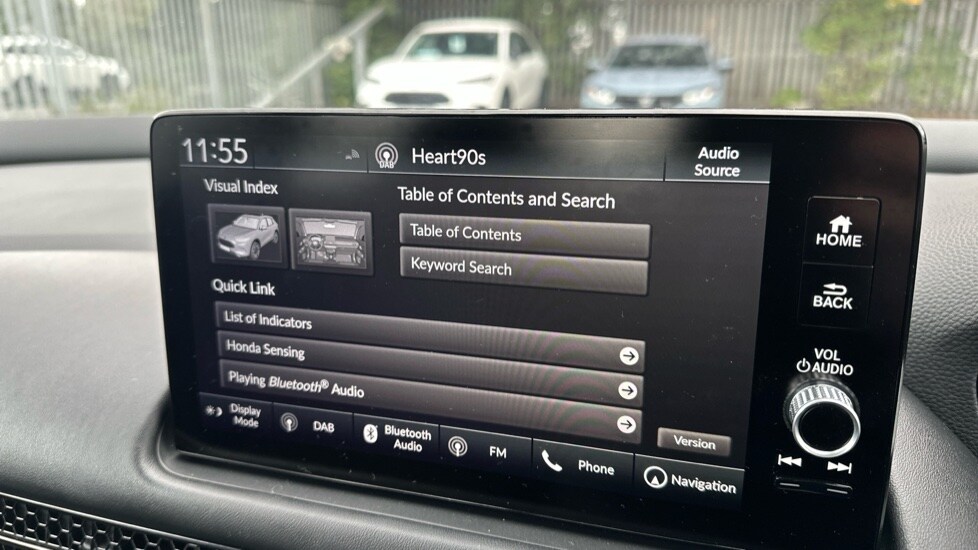 11:55
DAB
Heart90s
Audio
Source
Visual Index
Table of Contents and Search
Table of Contents
Keyword Search
Quick Link
List of Indicators
Honda Sensing
Playing Bluetooth® Audio
Version
Display
Mode
DAB
Bluetooth
Audio
FM
Phone
Navigation
HOME
BACK
VOL
AUDIO